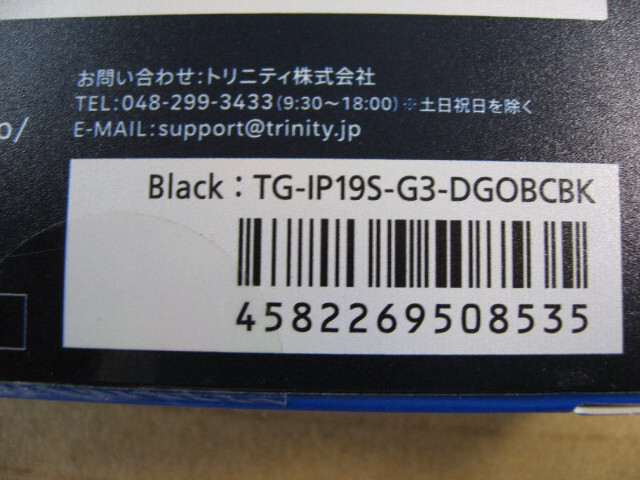 お問い合わせ:トリニティ株式会社
TEL:048-299-3433(9:30〜18:00)※土日祝日を除く
o/
E-MAIL:support@trinity.jp
Black : TG-IP19S-G3-DGOBCBK
4582269508535